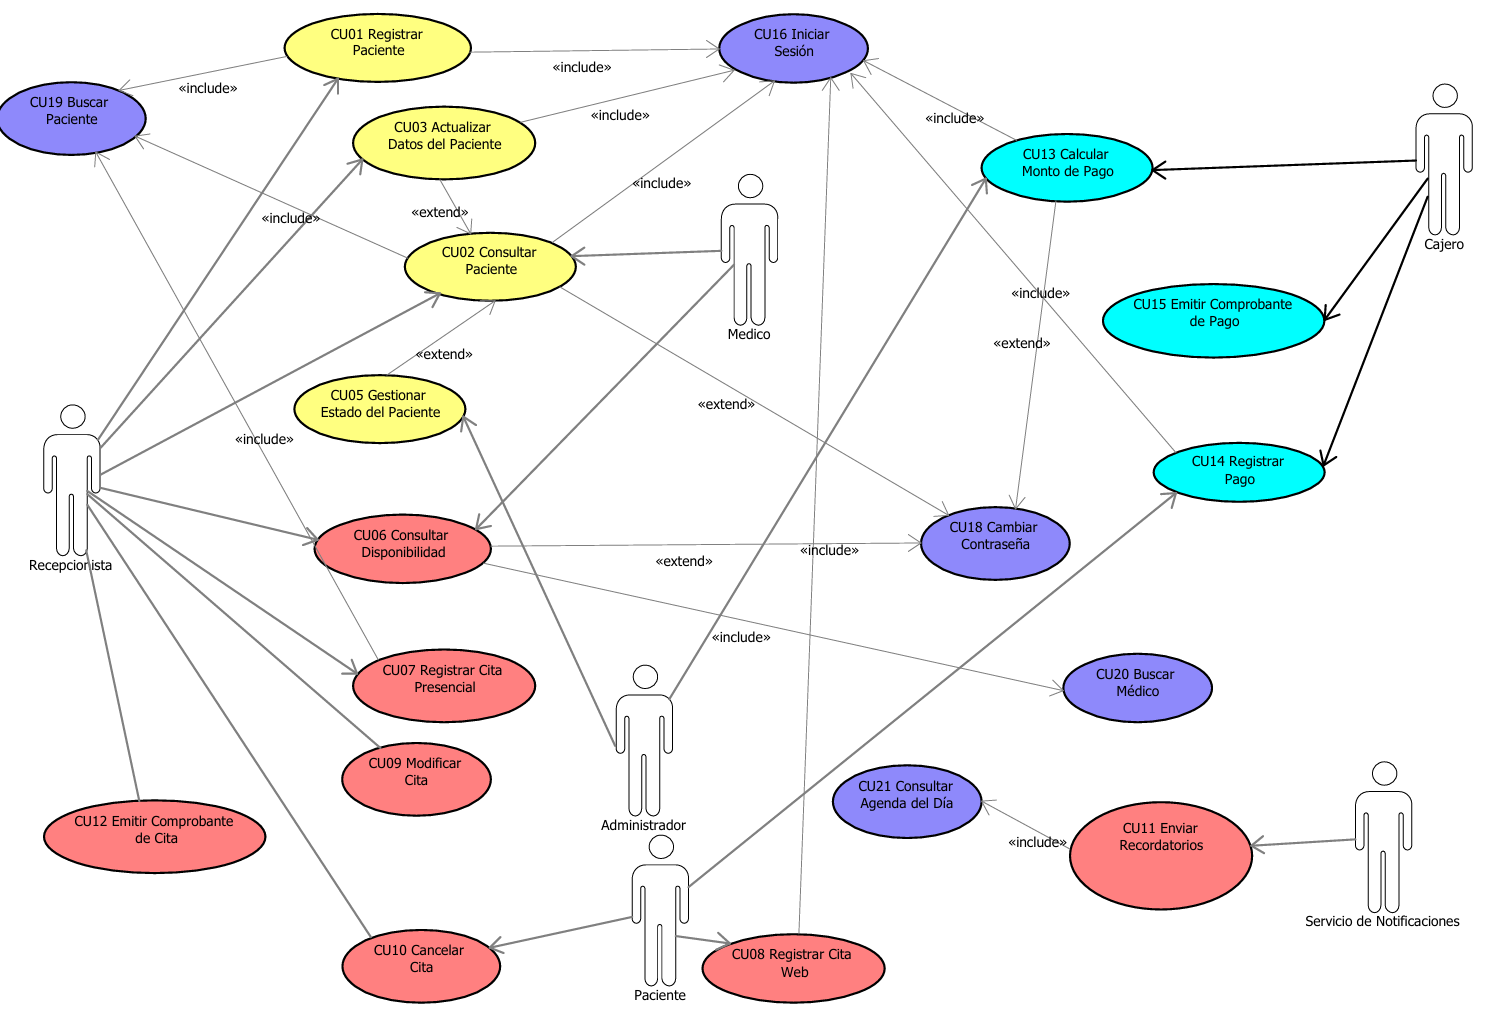 CU01 Registrar
Paciente
CU16 Iniciar
Sesión
«include»
«include»
CU19 Buscar
Paciente
«include»
«include»
CU03 Actualizar
Datos del Paciente
CU13 Calcular
Monto de Pago
«include»
«extend»
«include»
CU02 Consultar
Paciente
Cajero
«include»
CU15 Emitir Comprobante
de Pago
Medico
«extend»
«extend»
CU05 Gestionar
Estado del Paciente
«extend»
«include»
CU14 Registrar
Pago
CU06 Consultar
Disponibilidad
CU18 Cambiar
Contraseña
«include»
«extend»
Recepcionista
«include»
CU07 Registrar Cita
Presencial
CU20 Buscar
Médico
CU09 Modificar
Cita
CU21 Consultar
Agenda del Día
CU12 Emitir Comprobante
de Cita
Administrador
CU11 Enviar
Recordatorios
«include»
Servicio de Notificaciones
CU10 Cancelar
Cita
CU08 Registrar Cita
Web
Paciente